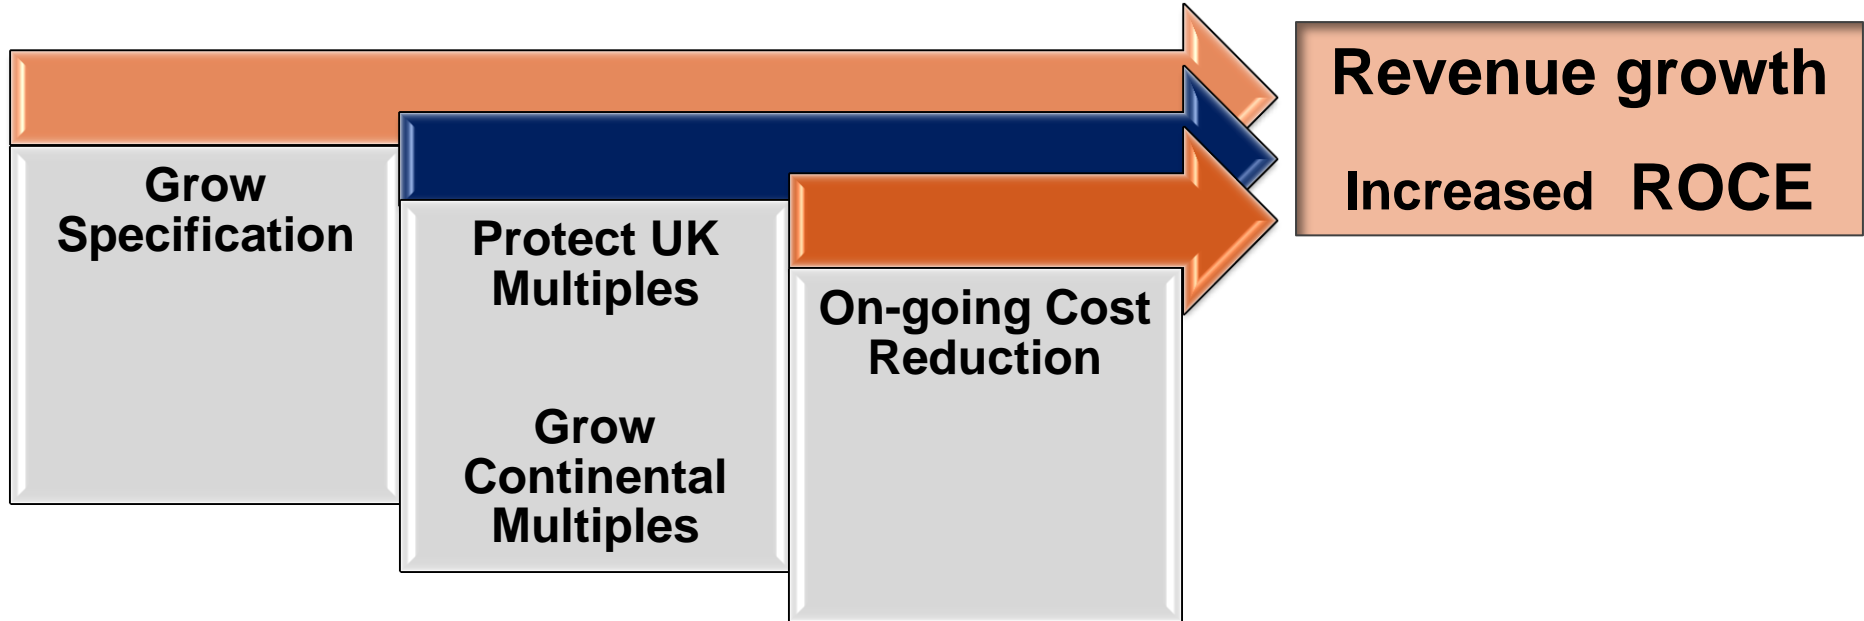 Grow
Specification
Protect UK
Multiples
Grow
Continental
Multiples
On-going Cost
Reduction
Revenue growth
Increased ROCE